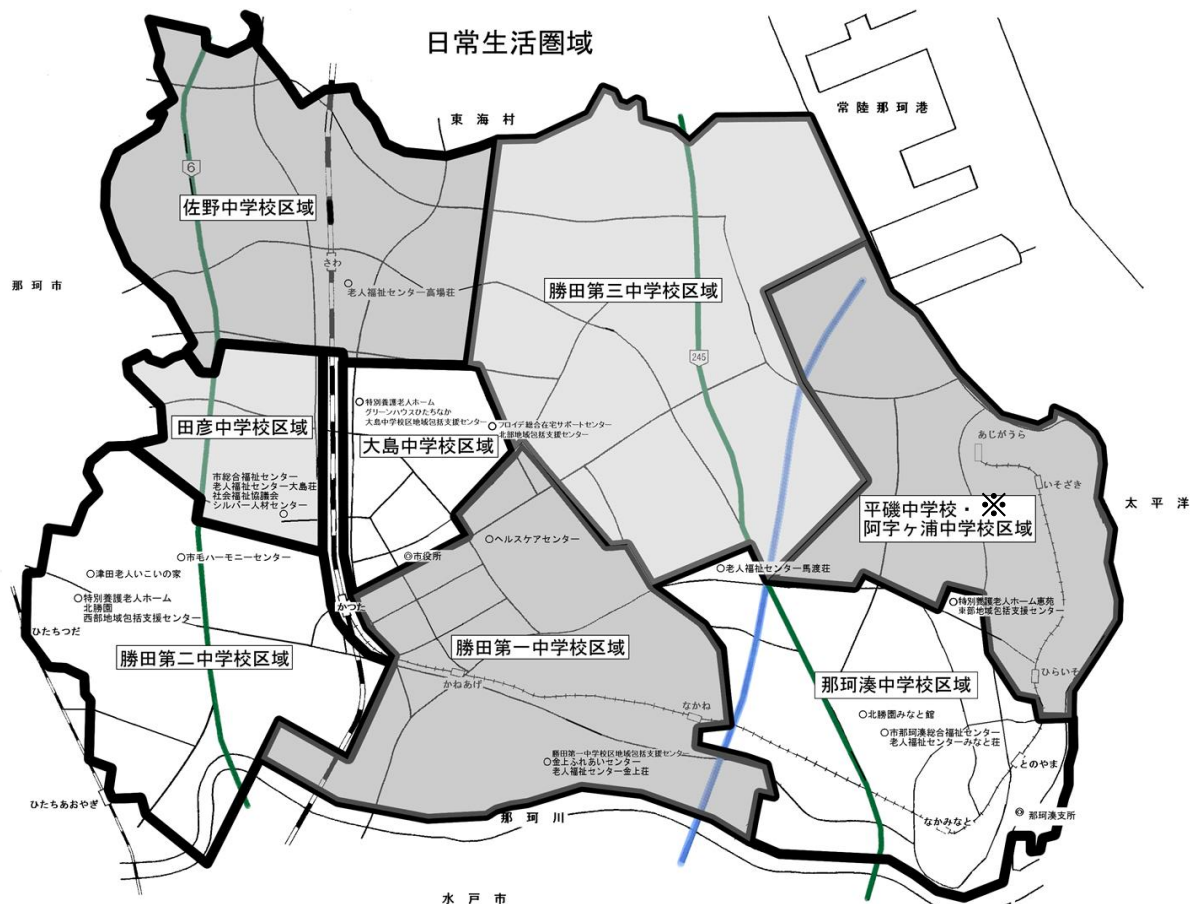 日常生活圏域
東海村
常陸那珂港
6
佐野中学校区域
さわ
老人福祉センター高場荘
那珂市
勝田第三中学校区域
245
田彦中学校区域
特別養護老人ホーム
グリーンハウスひたちなか
大島中学校区地域包括支援センター
フロイデ総合在宅サポートセンター
北部地域包括支援センター
大島中学校区域
あじがうら
いそざき
太平洋
市総合福祉センター
老人福祉センター大島荘
社会福祉協議会
シルバー人材センター
平磯中学校・※
阿字ヶ浦中学校区域
ヘルスケアセンター
市毛ハーモニーセンター
◎市役所
津田老人いこいの家
老人福祉センター馬渡荘
特別養護老人ホーム
北勝園
西部地域包括支援センター
かつた
特別養護老人ホーム恵苑
東部地域包括支援センター
ひたちつだ
勝田第二中学校区域
勝田第一中学校区域
かねあげ
ひらいそ
那珂湊中学校区域
なかね
北勝園みなと館
市那珂湊総合福祉センター
老人福祉センターみなと荘
勝田第一中学校区地域包括支援センター
金上ふれあいセンター
老人福祉センター金上荘
とのやま
ひたちあおやぎ
那珂川
なかみなと
◎那珂湊支所
水戸市